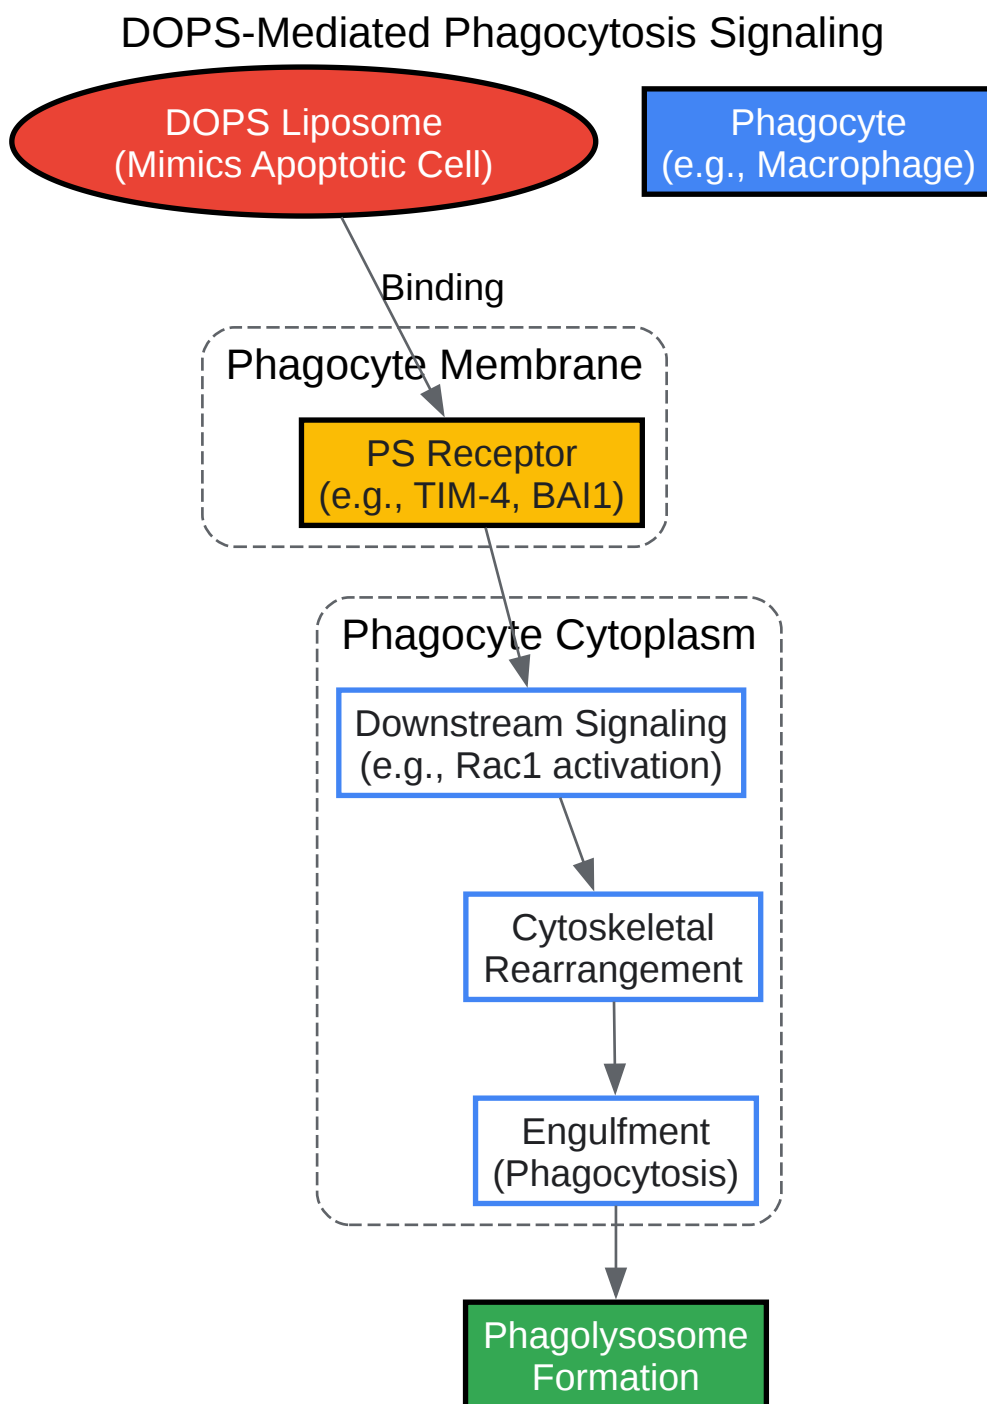 DOPS-Mediated Phagocytosis Signaling
DOPS Liposome
(Mimics Apoptotic Cell)
Phagocyte
(e.g., Macrophage)
Binding
Phagocyte Membrane
PS Receptor
(e.g., TIM-4, BAI1)
Phagocyte Cytoplasm
Downstream Signaling
(e.g., Rac1 activation)
Cytoskeletal
Rearrangement
Engulfment
(Phagocytosis)
Phagolysosome
Formation